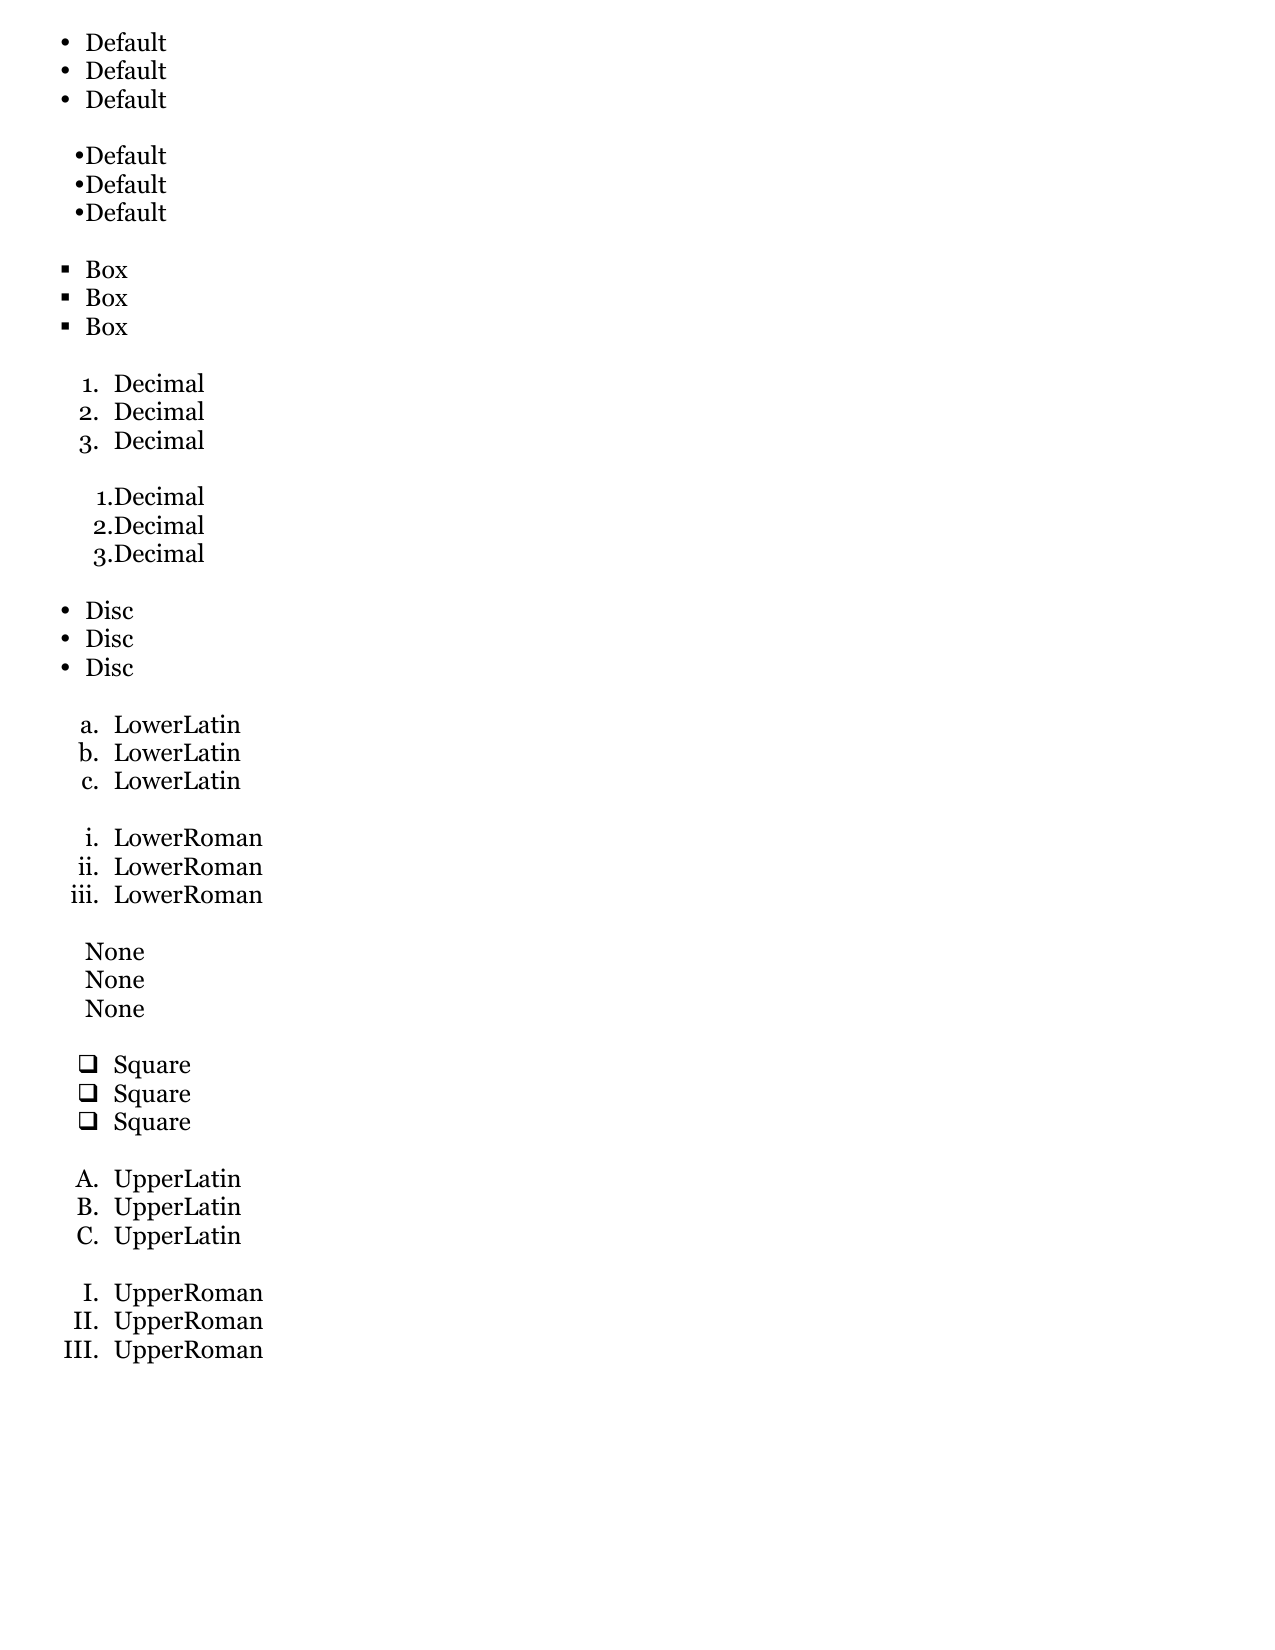 • Default
• Default
• Default
•Default
•Default
•Default
▪ Box
▪ Box
▪ Box
1. Decimal
2. Decimal
3. Decimal
1.Decimal
2.Decimal
3.Decimal
• Disc
• Disc
• Disc
a. LowerLatin
b. LowerLatin
c. LowerLatin
i. LowerRoman
ii. LowerRoman
iii. LowerRoman
None
None
None
❑ Square
❑ Square
❑ Square
A. UpperLatin
B. UpperLatin
C. UpperLatin
I. UpperRoman
II. UpperRoman
III. UpperRoman